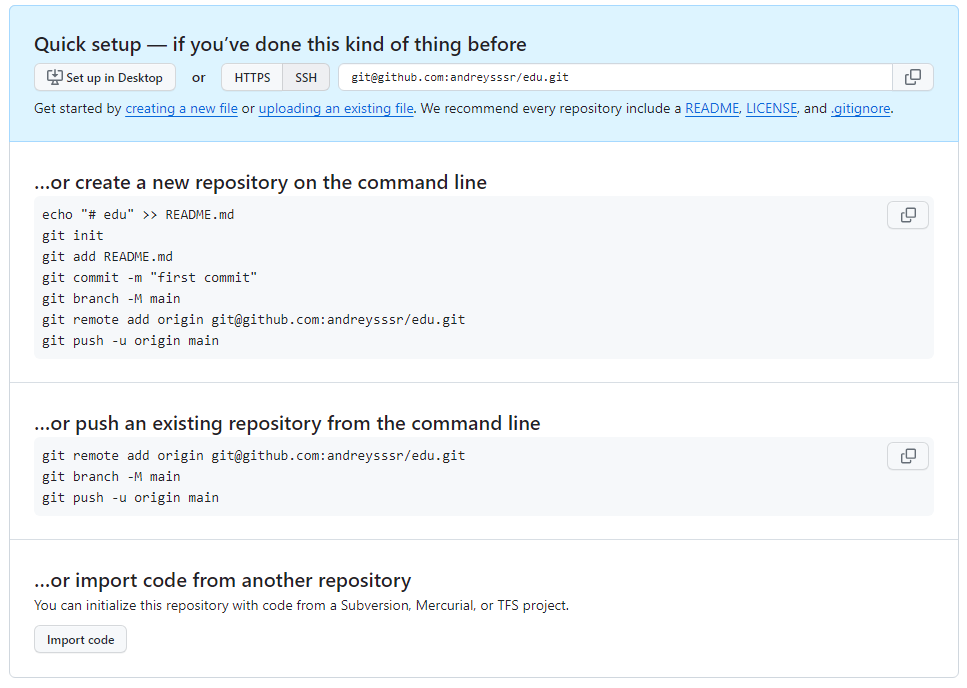 Quick setup — if you’ve done this kind of thing before
Set up in Desktop or HTTPS SSH git@github.com:andreysssr/edu.git
Get started by creating a new file or uploading an existing file. We recommend every repository include a README, LICENSE, and .gitignore.
…or create a new repository on the command line
echo "# edu" >> README.md
git init
git add README.md
git commit -m "first commit"
git branch -M main
git remote add origin git@github.com:andreysssr/edu.git
git push -u origin main
…or push an existing repository from the command line
git remote add origin git@github.com:andreysssr/edu.git
git branch -M main
git push -u origin main
…or import code from another repository
You can initialize this repository with code from a Subversion, Mercurial, or TFS project.
Import code